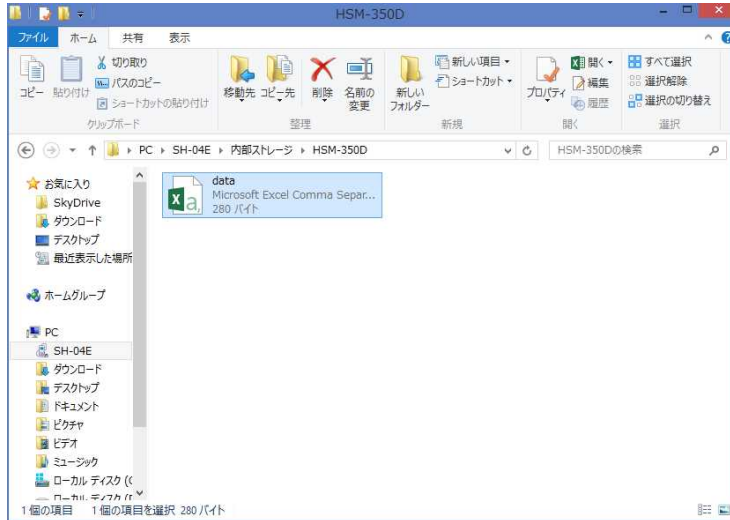 HSM-350D
ファイル ホーム 共有 表示
コピー 貼り付け 切り取り
パスのコピー
ショートカットの貼り付け
移動先 コピー先 削除 名前の変更
新しいフォルダー
新しい項目
ショートカット
プロパティ 開く
編集
履歴
すべて選択
選択解除
選択の切り替え
クリップボード 整理 新規 開く 選択
PC SH-04E 内部ストレージ HSM-350D
HSM-350Dの検索
お気に入り
SkyDrive
ダウンロード
デスクトップ
最近表示した場所
ホームグループ
PC
SH-04E
ダウンロード
デスクトップ
ドキュメント
ピクチャ
ビデオ
ミュージック
ローカル ディスク (C
data
Microsoft Excel Comma Separ...
280 バイト
1 個の項目 1 個の項目を選択 280 バイト